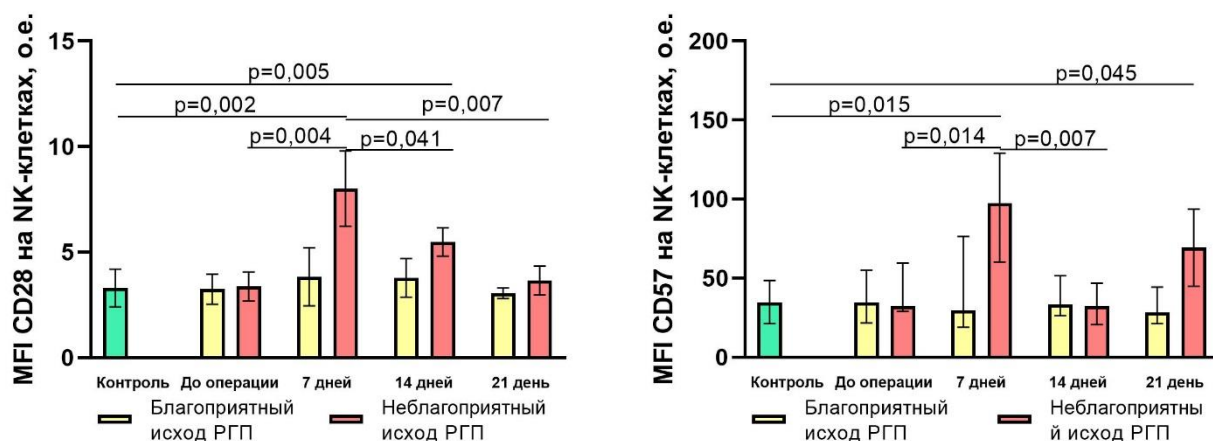 MFI CD28 на NK-клетках, о.е.
15
10
5
0
p=0,005
p=0,002
p=0,007
p=0,004
p=0,041
Контроль До операции 7 дней 14 дней 21 день
Благоприятный
исход РГП
Неблагоприятный
исход РГП
MFI CD57 на NK-клетках, о.е.
200
150
100
50
0
p=0,045
p=0,015
p=0,014
p=0,007
Контроль До операции 7 дней 14 дней 21 день
Благоприятный
исход РГП
Неблагоприятны
й исход РГП